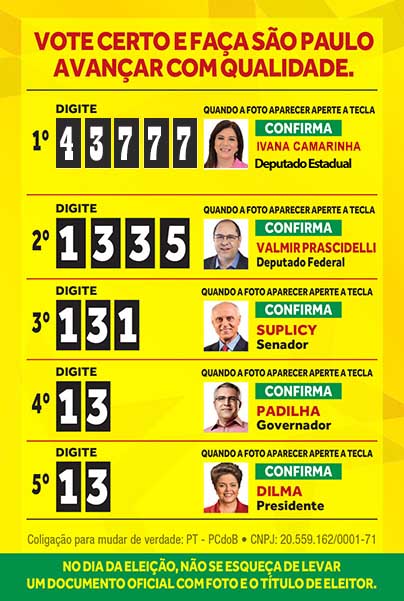 VOTE CERTO E FAÇA SÃO PAULO
AVANÇAR COM QUALIDADE.
DIGITE
QUANDO A FOTO APARECER APERTE A TECLA
1º 43777
CONFIRMA
IVANA CAMARINHA
Deputado Estadual
DIGITE
QUANDO A FOTO APARECER APERTE A TECLA
2º 1335
CONFIRMA
VALMIR PRASCIDELLI
Deputado Federal
DIGITE
QUANDO A FOTO APARECER APERTE A TECLA
3º 131
CONFIRMA
SUPLICY
Senador
DIGITE
QUANDO A FOTO APARECER APERTE A TECLA
4º 13
CONFIRMA
PADILHA
Governador
DIGITE
QUANDO A FOTO APARECER APERTE A TECLA
5º 13
CONFIRMA
DILMA
Presidente
Coligação para mudar de verdade: PT - PCdoB • CNPJ: 20.559.162/0001-71
NO DIA DA ELEIÇÃO, NÃO SE ESQUEÇA DE LEVAR
UM DOCUMENTO OFICIAL COM FOTO E O TÍTULO DE ELEITOR.